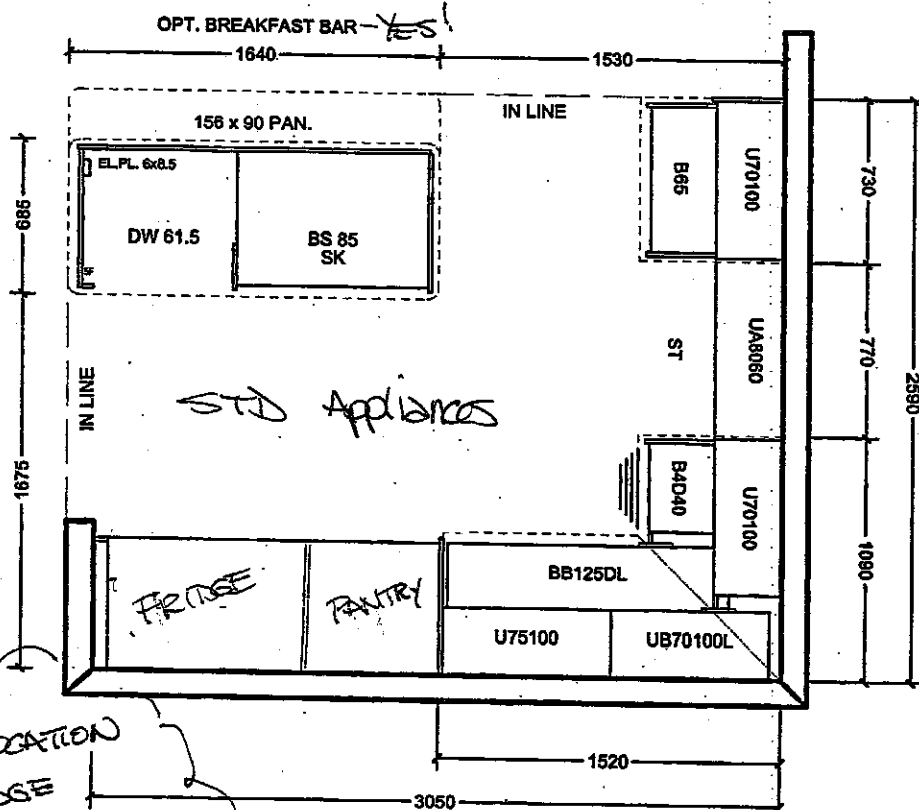 OPT. BREAKFAST BAR - YES!
1640
1530
156 x 90 PAN.
IN LINE
EL.PL. 6x8.5
DW 61.5
BS 85
SK
B65
U70100
730
685
UA8060
ST
770
2590
IN LINE
STD Appliances
1675
B4D40
U70100
1090
BB125DL
FRIDGE
PANTRY
U75100
UB70100L
1520
3050